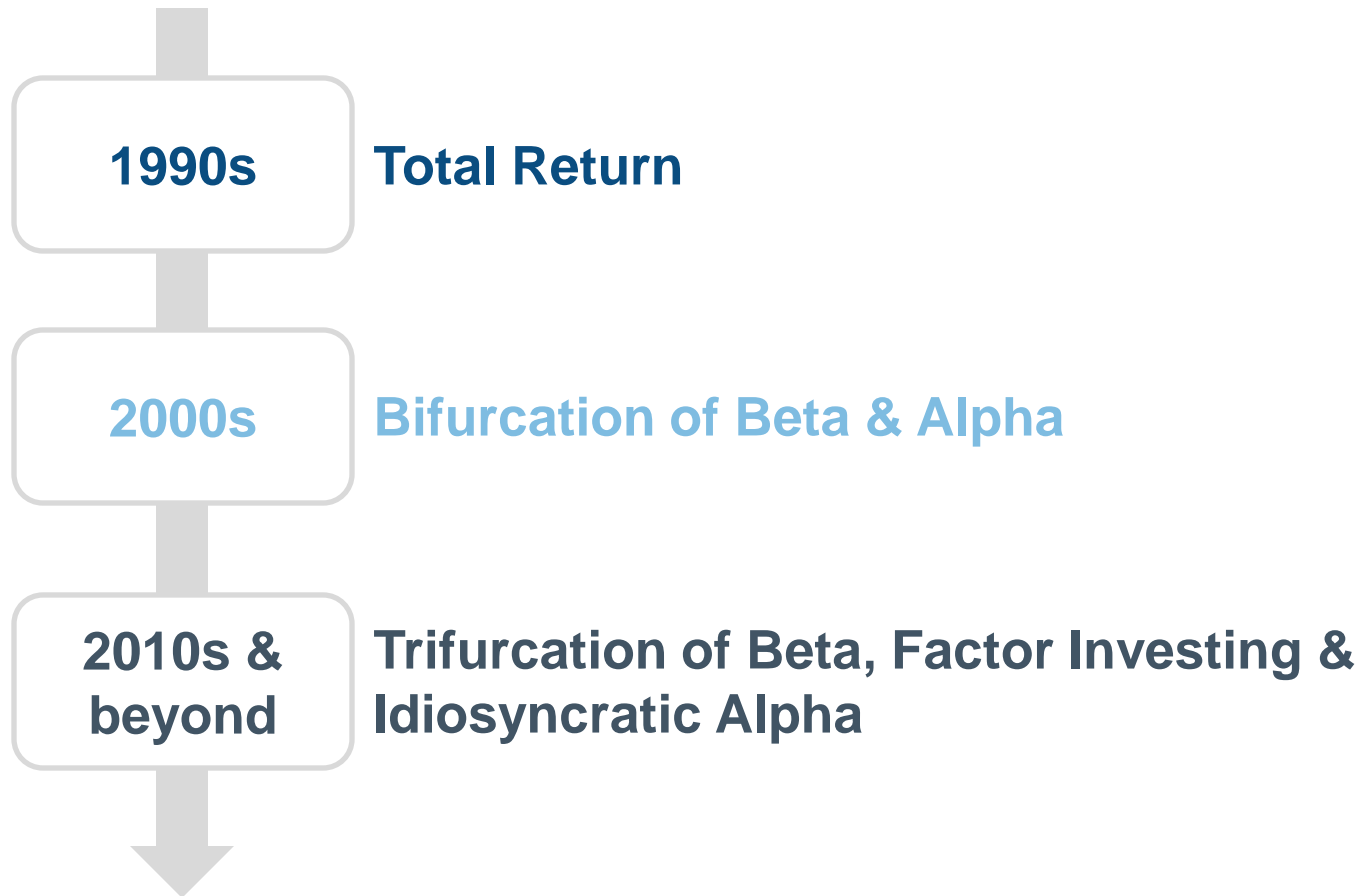 1990s
Total Return
2000s
Bifurcation of Beta & Alpha
2010s &
beyond
Trifurcation of Beta, Factor Investing &
Idiosyncratic Alpha